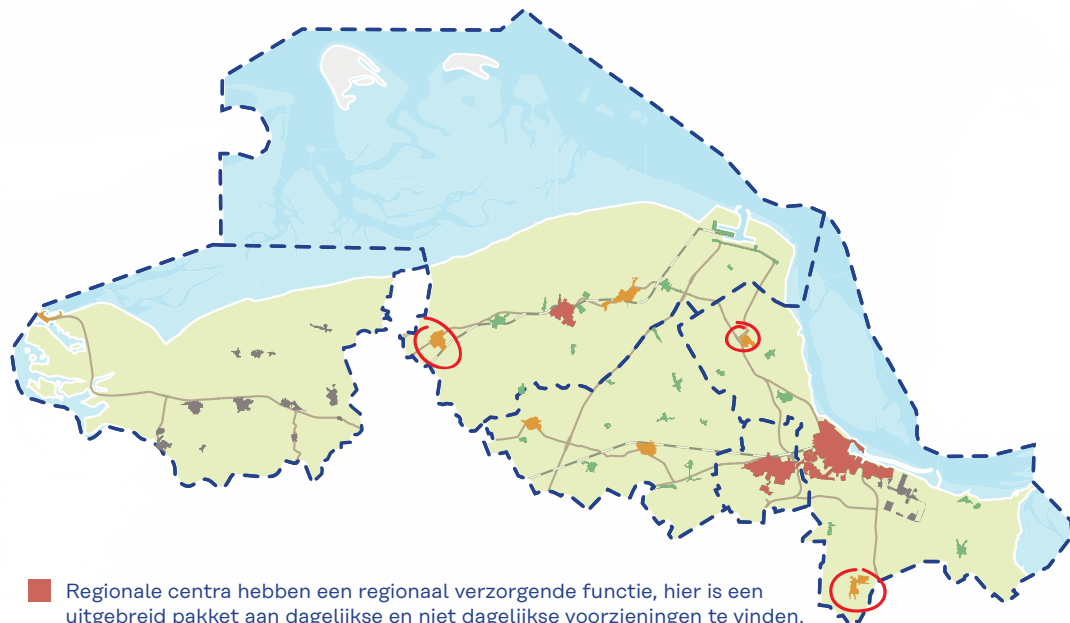 Regionale centra hebben een regionaal verzorgende functie, hier is een
uitgebreid pakket aan dagelijkse en niet dagelijkse voorzieningen te vinden.